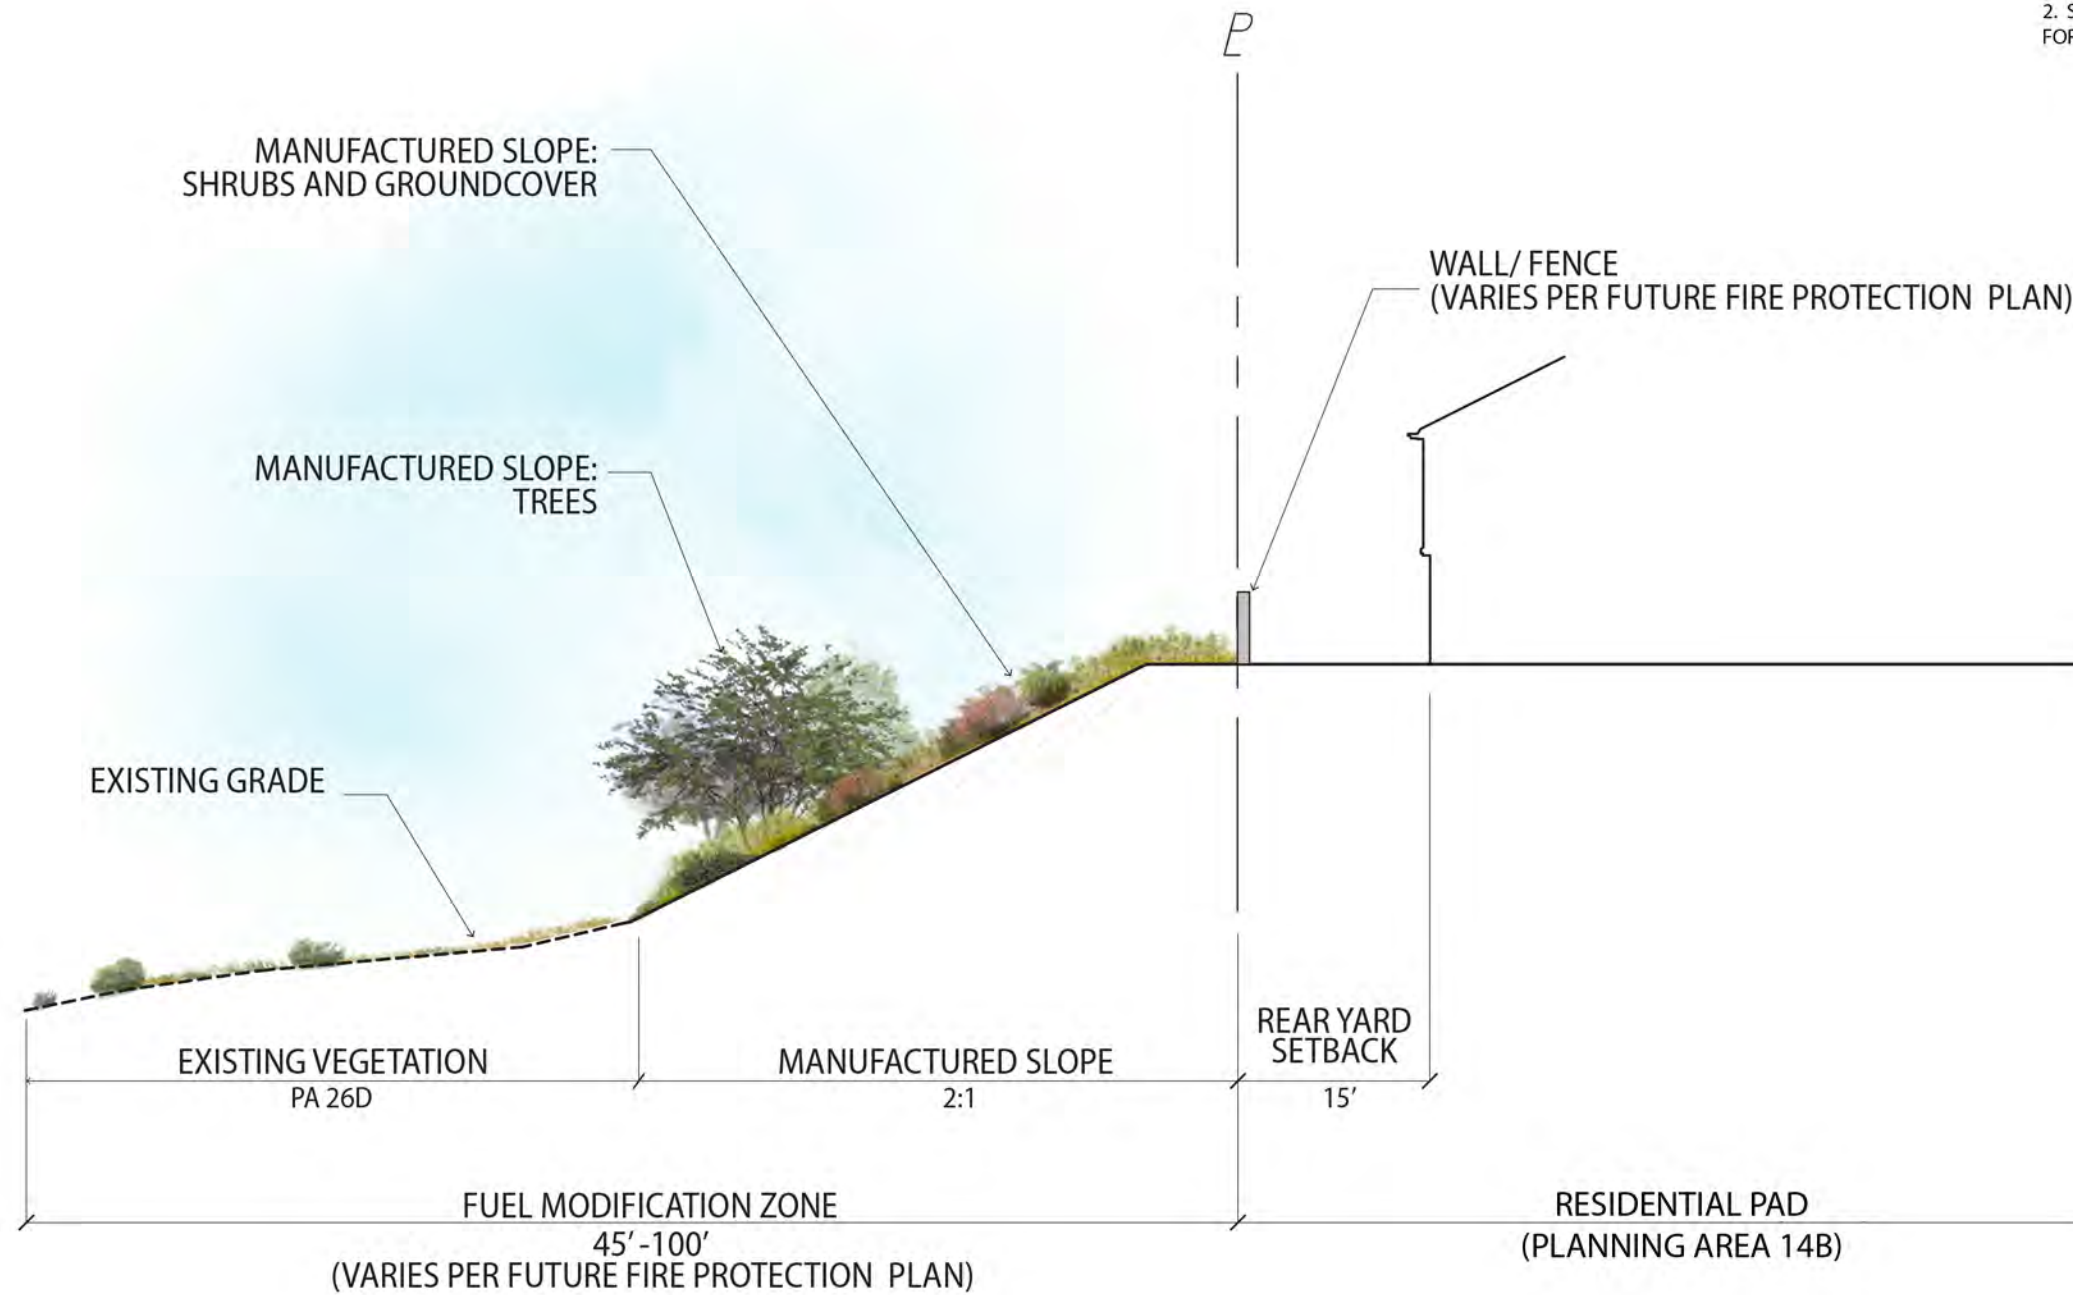 2. S
FOR
P
MANUFACTURED SLOPE:
SHRUBS AND GROUNDCOVER
WALL/ FENCE
(VARIES PER FUTURE FIRE PROTECTION PLAN)
MANUFACTURED SLOPE:
TREES
EXISTING GRADE
REAR YARD
SETBACK
15'
EXISTING VEGETATION
PA 26D
MANUFACTURED SLOPE
2:1
FUEL MODIFICATION ZONE
45' -100'
(VARIES PER FUTURE FIRE PROTECTION PLAN)
RESIDENTIAL PAD
(PLANNING AREA 14B)